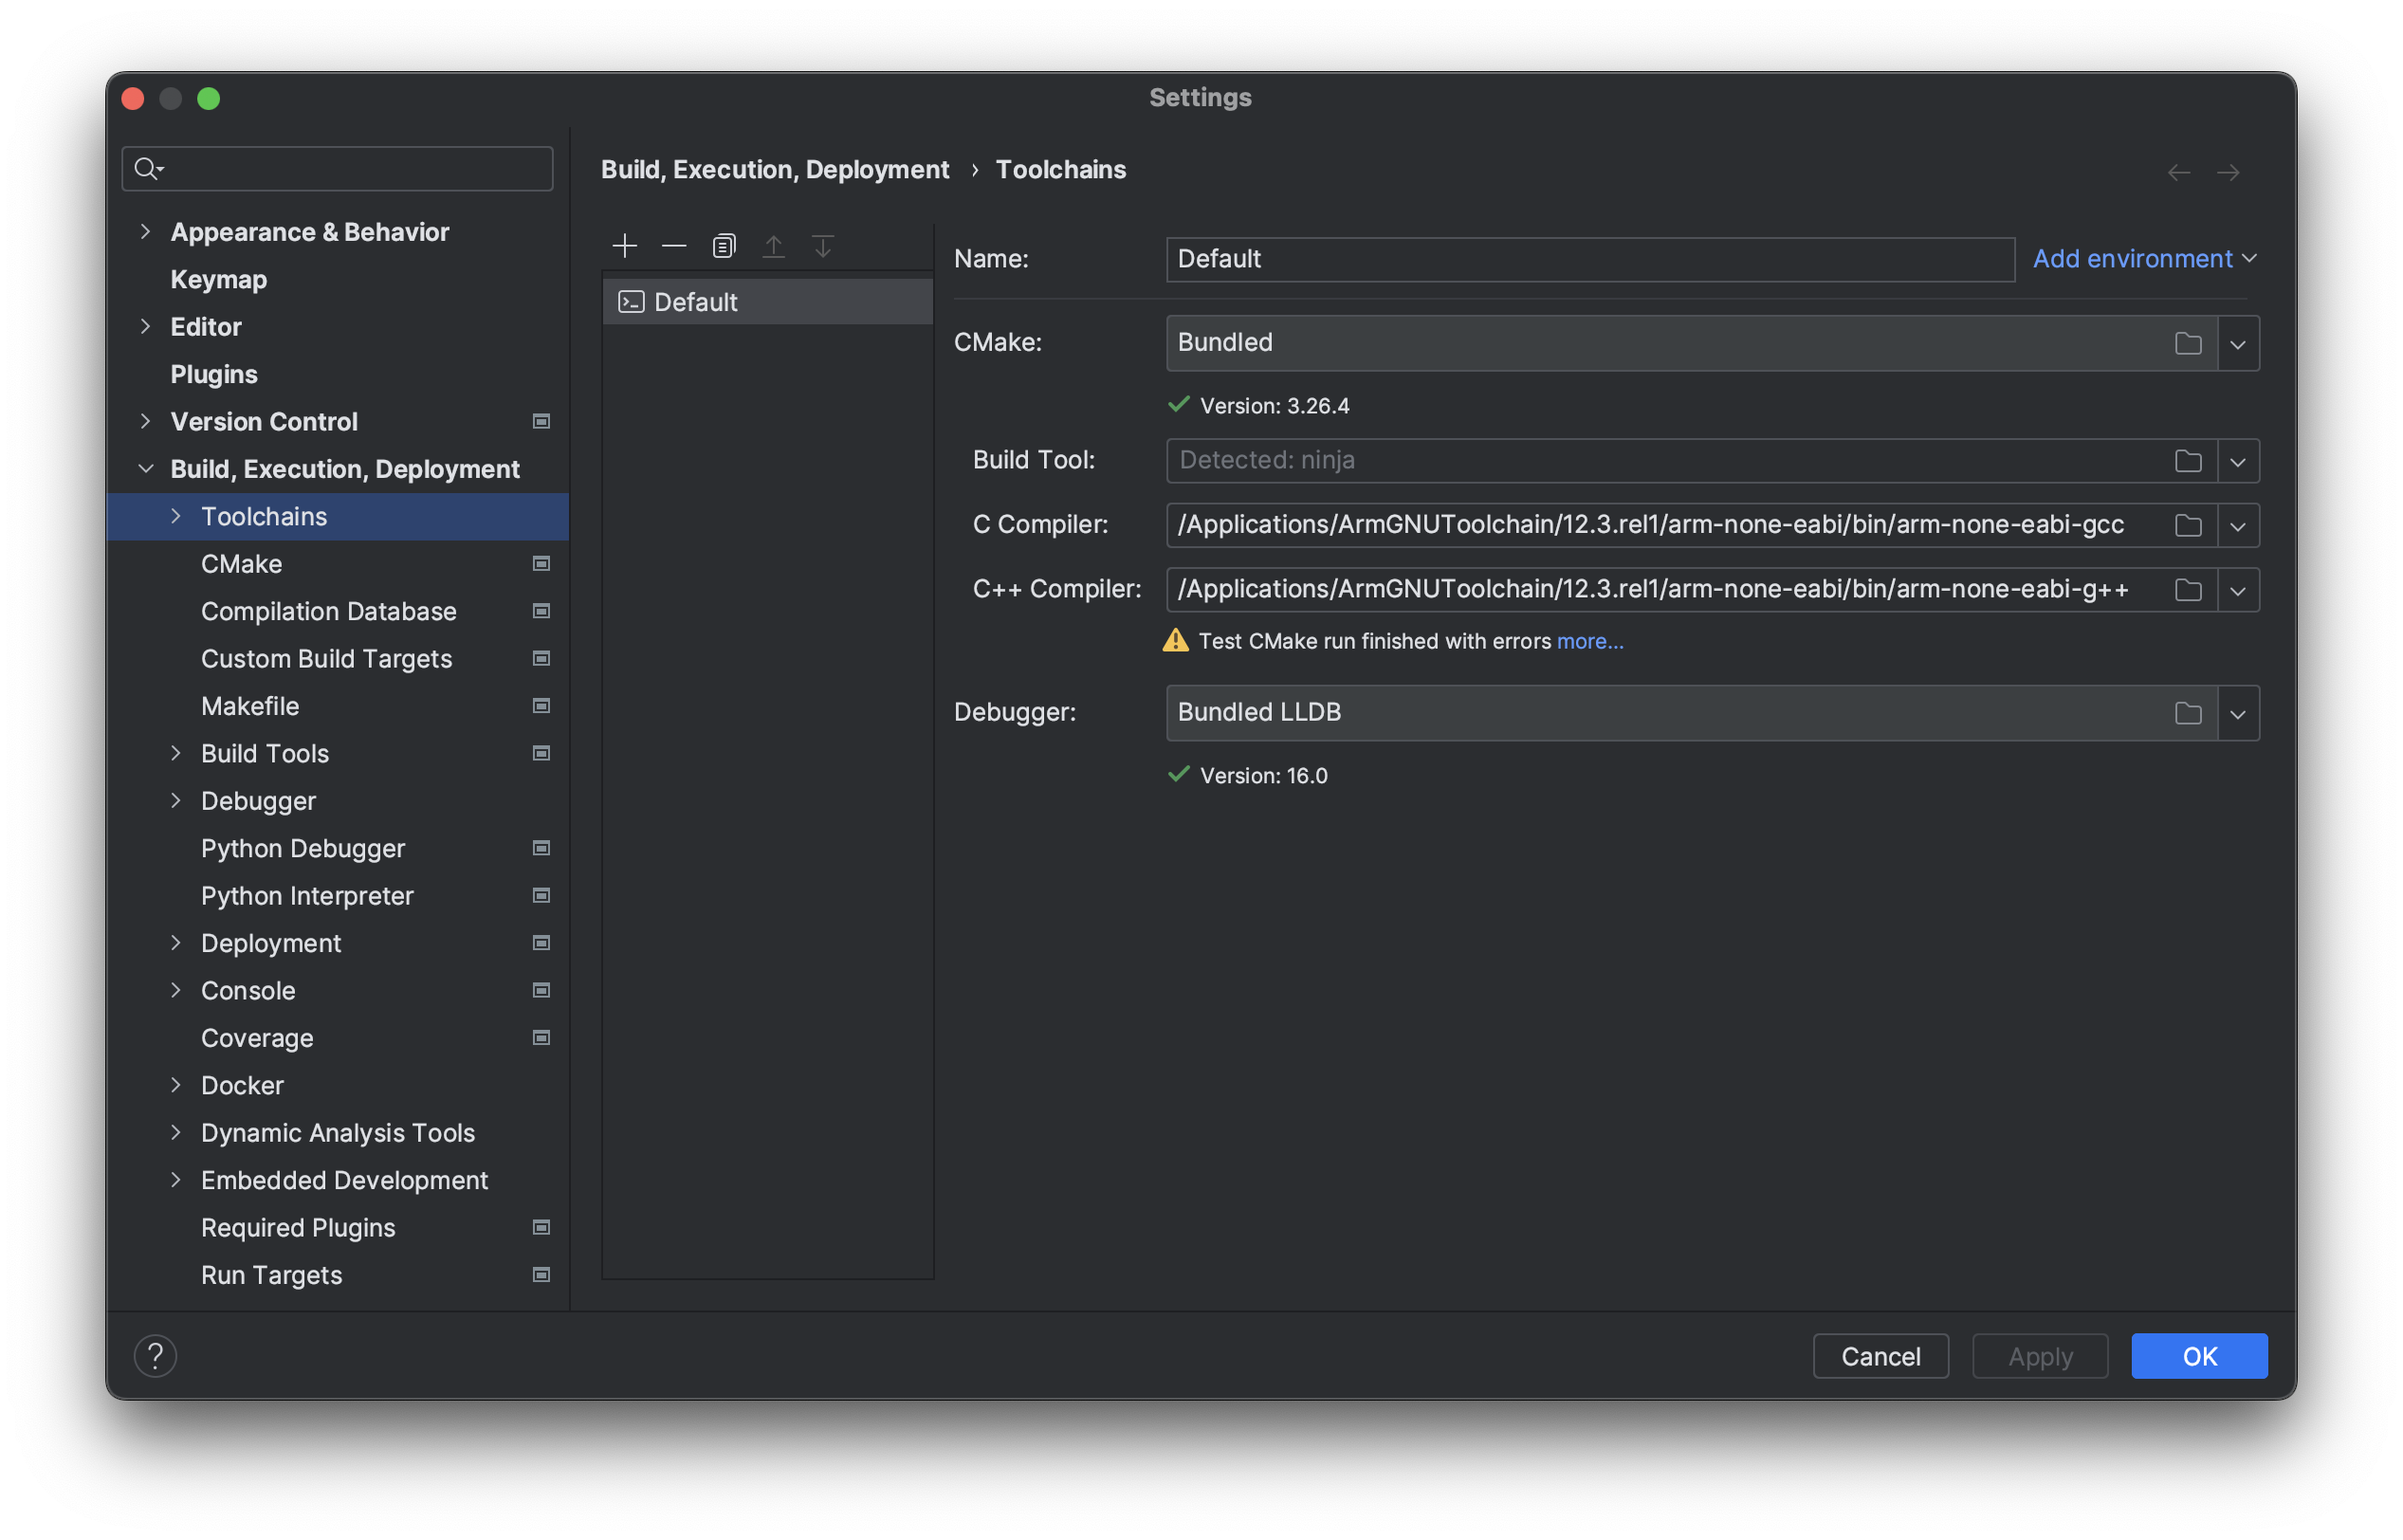 Settings
Appearance & Behavior
Keymap
Editor
Plugins
Version Control
Build, Execution, Deployment
Toolchains
CMake
Compilation Database
Custom Build Targets
Makefile
Build Tools
Debugger
Python Debugger
Python Interpreter
Deployment
Console
Coverage
Docker
Dynamic Analysis Tools
Embedded Development
Required Plugins
Run Targets
Build, Execution, Deployment › Toolchains
Default
Name: Default Add environment
CMake: Bundled
Version: 3.26.4
Build Tool: Detected: ninja
C Compiler: /Applications/ArmGNUToolchain/12.3.rel1/arm-none-eabi/bin/arm-none-eabi-gcc
C++ Compiler: /Applications/ArmGNUToolchain/12.3.rel1/arm-none-eabi/bin/arm-none-eabi-g++
Test CMake run finished with errors more...
Debugger: Bundled LLDB
Version: 16.0
? Cancel Apply OK